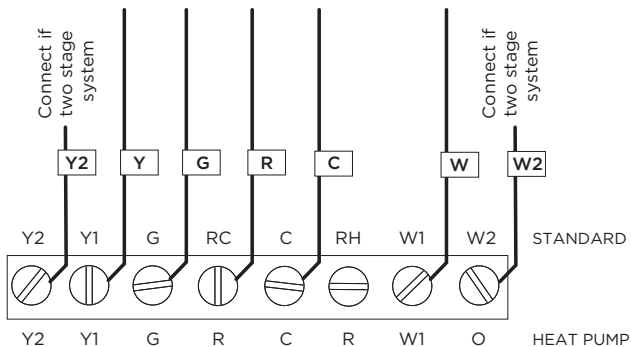 Connect if
two stage
system
Connect if
two stage
system
Y2 Y G R C W W2
Y2 Y1 G RC C RH W1 W2 STANDARD
Y2 Y1 G R C R W1 O HEAT PUMP